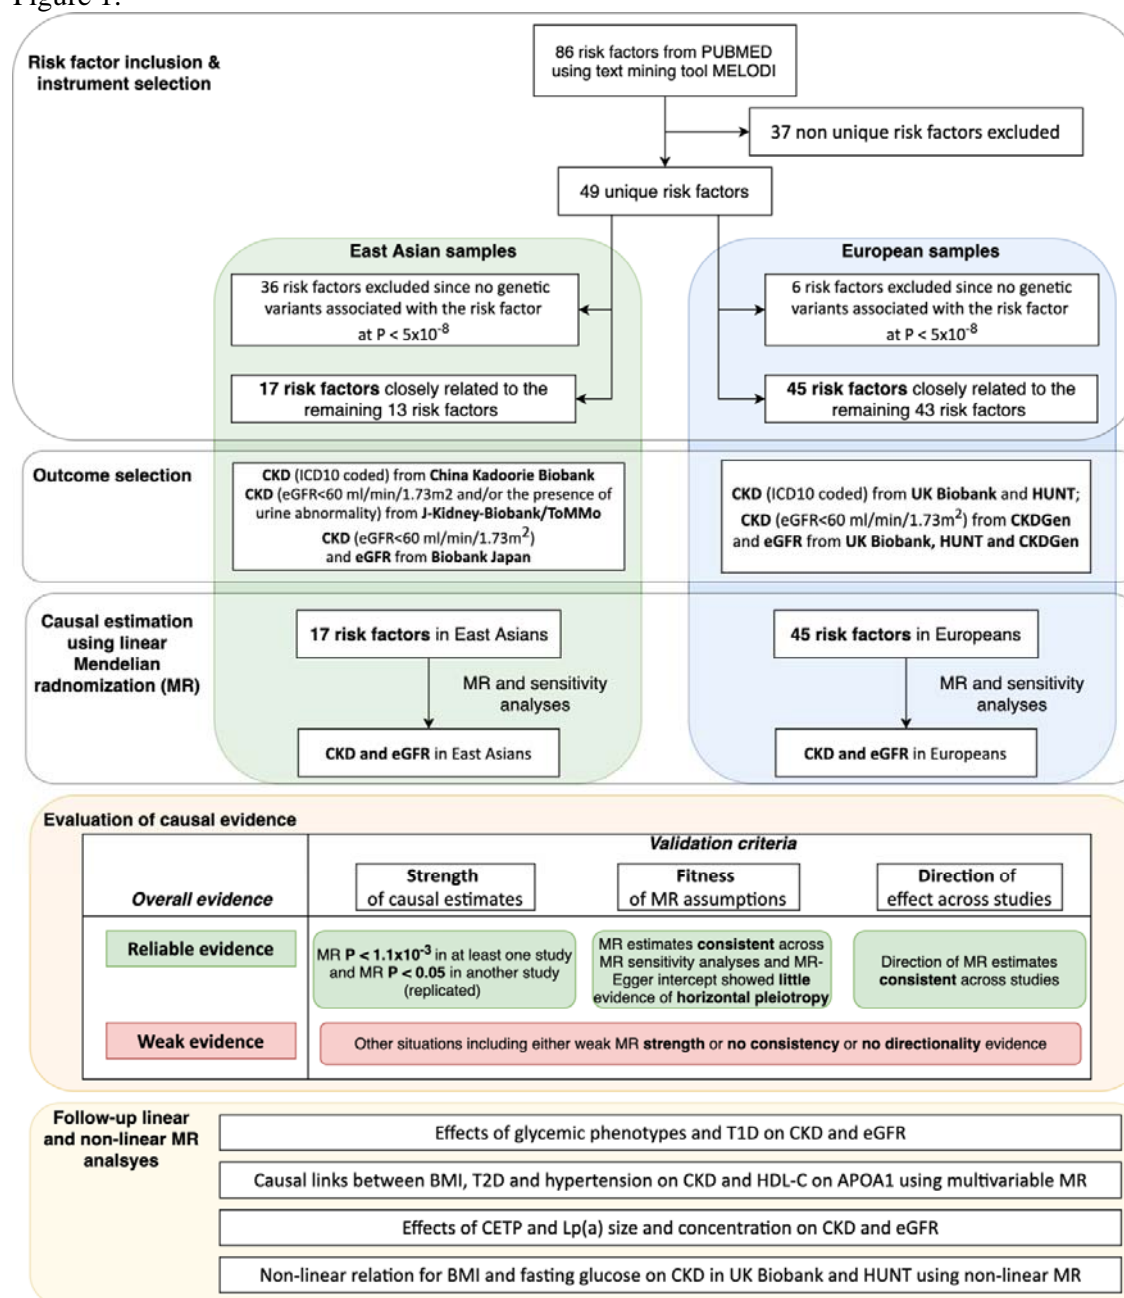 Figure 1:
Risk factor inclusion &
instrument selection
86 risk factors from PUBMED
using text mining tool MELODI
37 non unique risk factors excluded
49 unique risk factors
East Asian samples
36 risk factors excluded since no genetic
variants associated with the risk factor
at P < 5x10-8
17 risk factors closely related to the
remaining 13 risk factors
European samples
6 risk factors excluded since no genetic
variants associated with the risk factor
at P < 5x10-8
45 risk factors closely related to the
remaining 43 risk factors
Outcome selection
CKD (ICD10 coded) from China Kadoorie Biobank
CKD (eGFR<60 ml/min/1.73m2 and/or the presence of
urine abnormality) from J-Kidney-Biobank/ToMMo
CKD (eGFR<60 ml/min/1.73m2)
and eGFR from Biobank Japan
CKD (ICD10 coded) from UK Biobank and HUNT;
CKD (eGFR<60 ml/min/1.73m2) from CKDGen
and eGFR from UK Biobank, HUNT and CKDGen
Causal estimation
using linear
Mendelian
radnomization (MR)
17 risk factors in East Asians
MR and sensitivity
analyses
CKD and eGFR in East Asians
45 risk factors in Europeans
MR and sensitivity
analyses
CKD and eGFR in Europeans
Evaluation of causal evidence
Validation criteria
Overall evidence
Strength
of causal estimates
Fitness
of MR assumptions
Direction of
effect across studies
Reliable evidence
MR P < 1.1x10-3 in at least one study
and MR P < 0.05 in another study
(replicated)
MR estimates consistent across
MR sensitivity analyses and MR-
Egger intercept showed little
evidence of horizontal pleiotropy
Direction of MR estimates
consistent across studies
Weak evidence
Other situations including either weak MR strength or no consistency or no directionality evidence
Follow-up linear
and non-linear MR
analsyes
Effects of glycemic phenotypes and T1D on CKD and eGFR
Causal links between BMI, T2D and hypertension on CKD and HDL-C on APOA1 using multivariable MR
Effects of CETP and Lp(a) size and concentration on CKD and eGFR
Non-linear relation for BMI and fasting glucose on CKD in UK Biobank and HUNT using non-linear MR